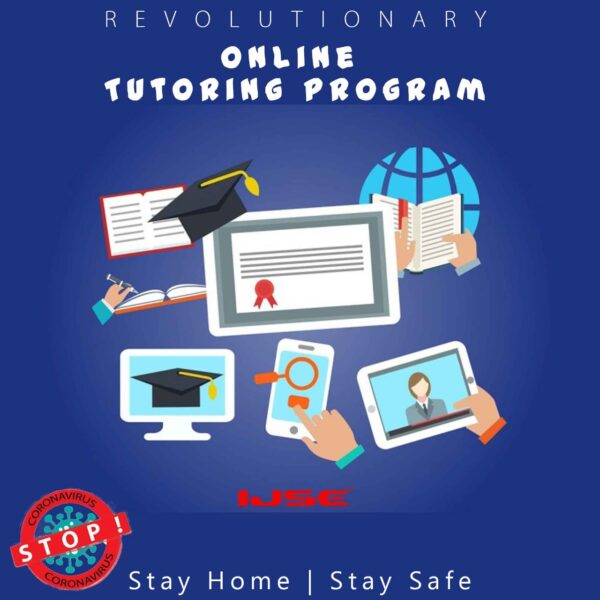 REVOLUTIONARY
ONLINE
TUTORING PROGRAM
IJSE
CORONAVIRUS
STOP!
CORONAVIRUS
Stay Home | Stay Safe